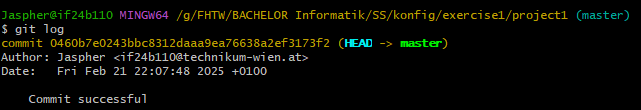 Jaspher@if24b110 MINGW64 /g/FHTW/BACHELOR Informatik/SS/konfig/exercise1/project1 (master)
$ git log
commit 0460b7e0243bbc8312daaa9ea76638a2ef3173f2 (HEAD -> master)
Author: Jaspher <if24b110@technikum-wien.at>
Date:   Fri Feb 21 22:07:48 2025 +0100
    Commit successful